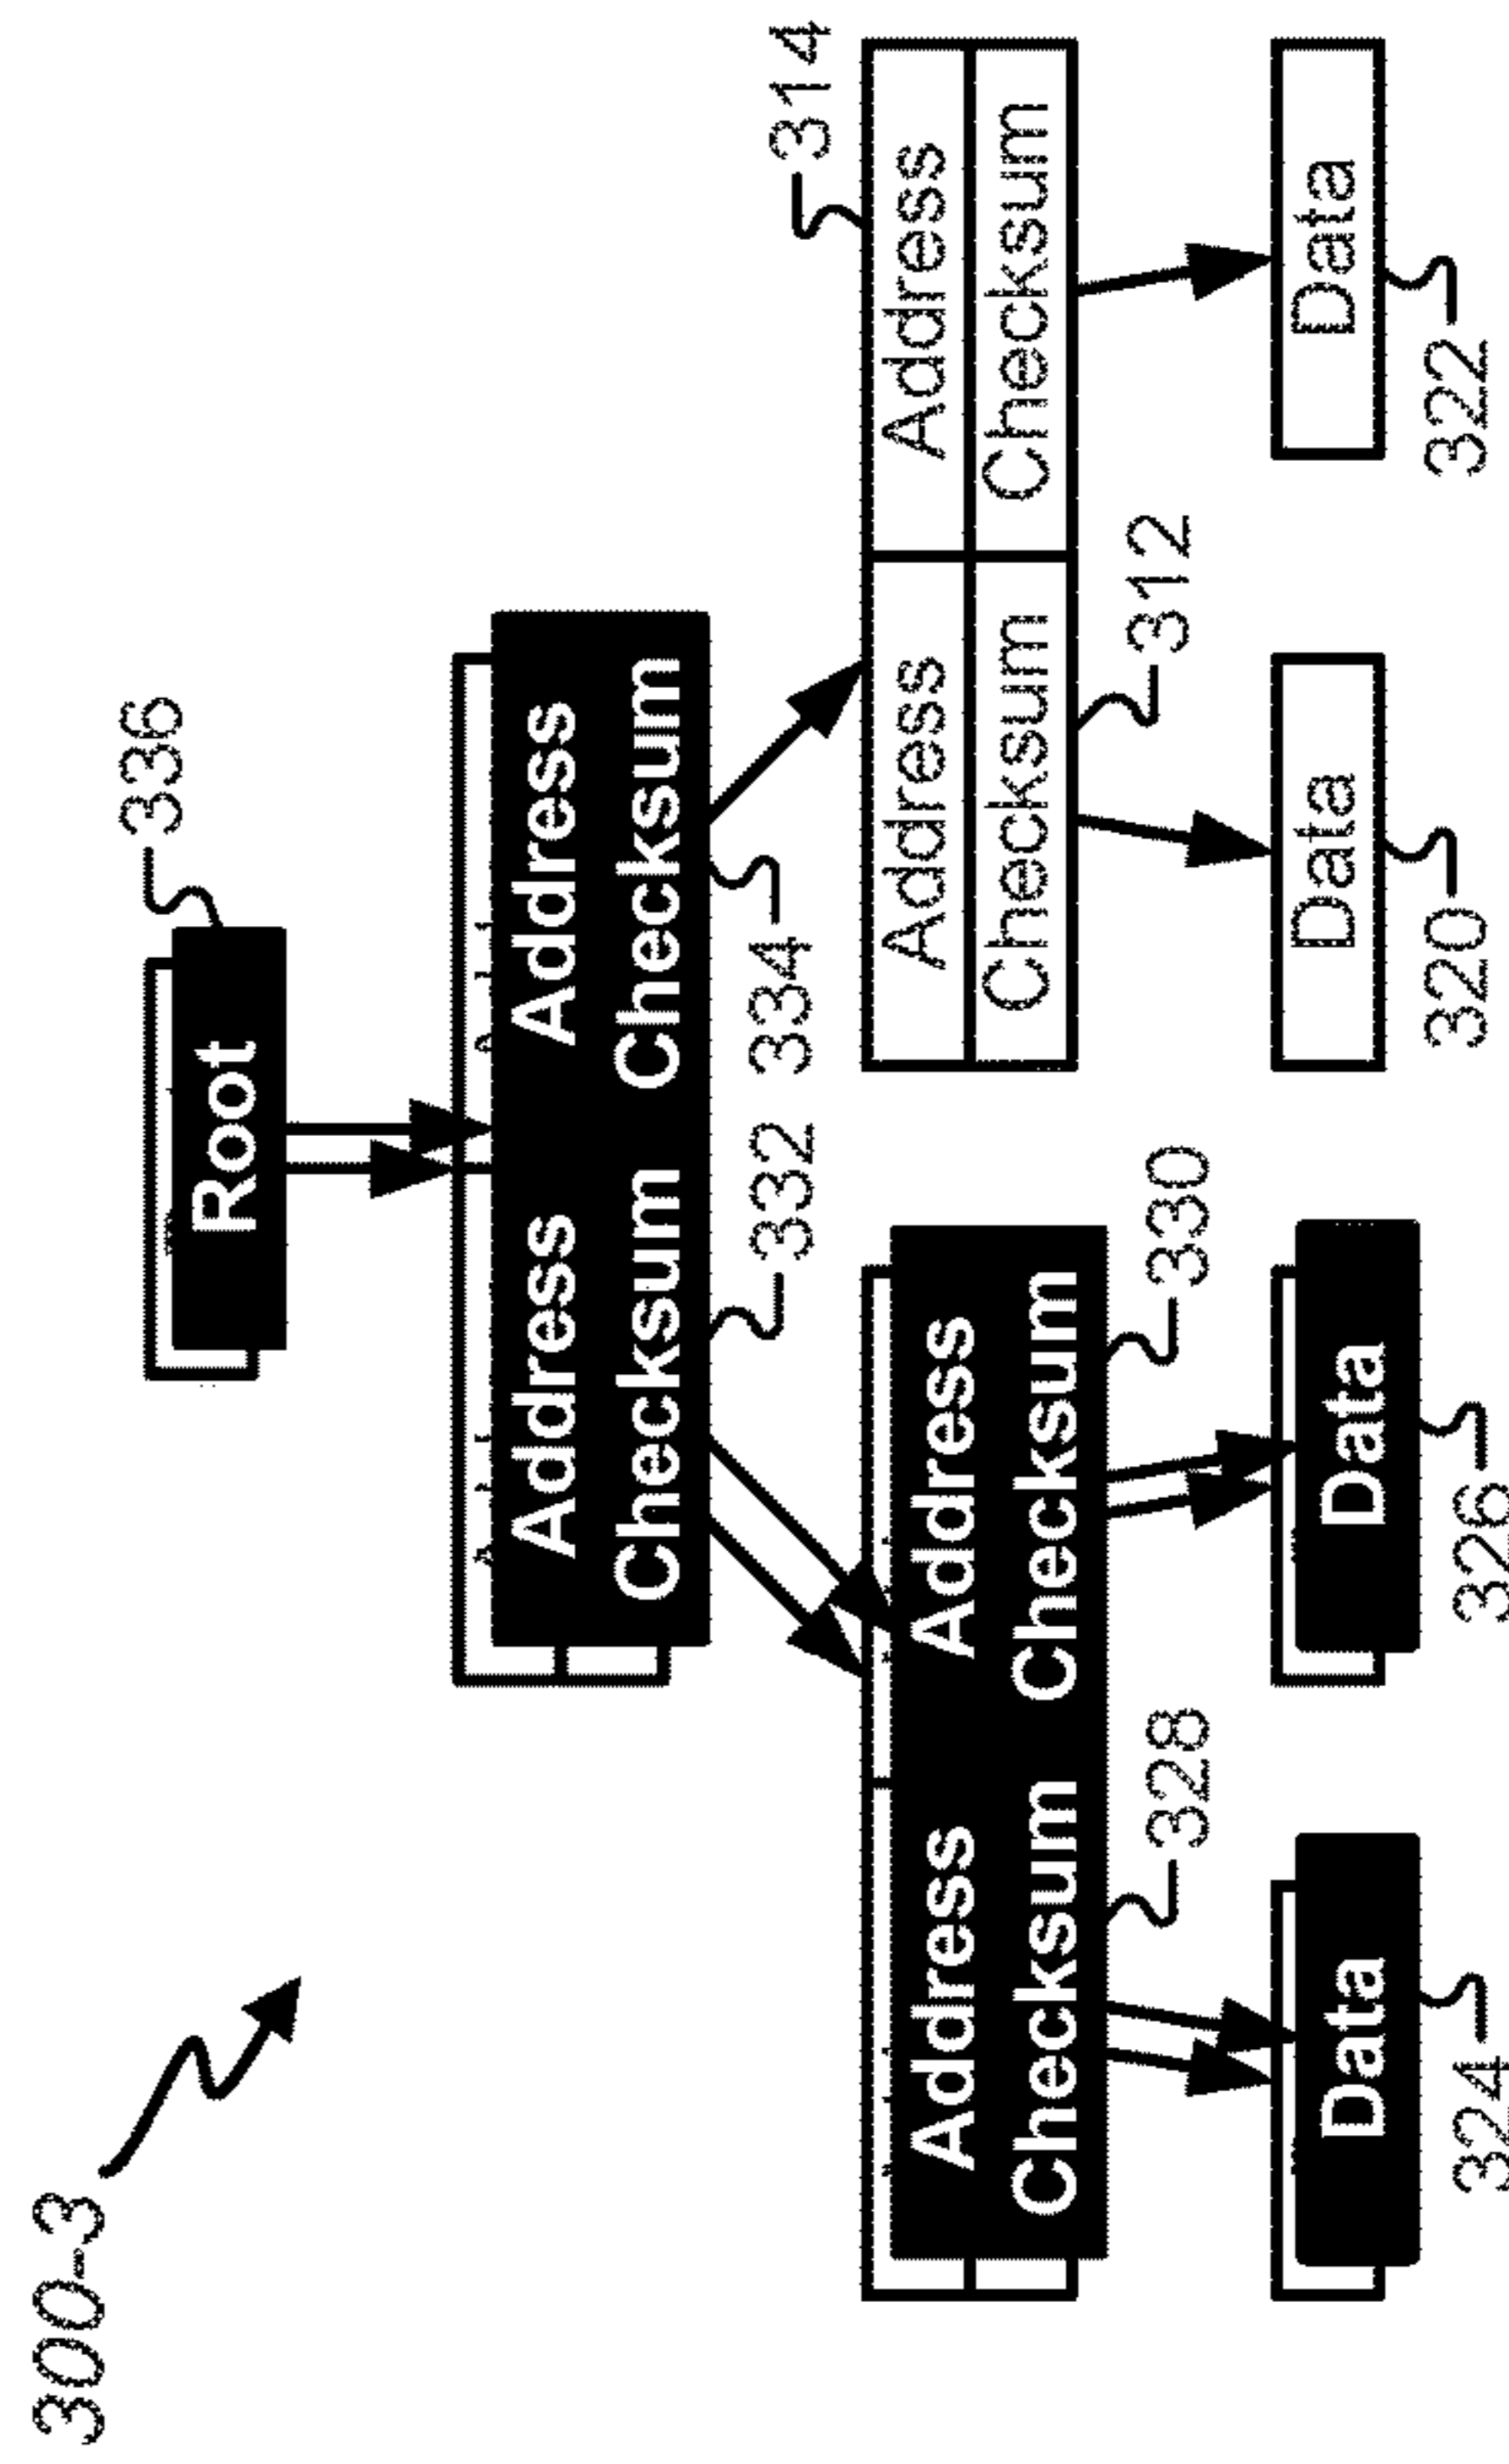 300-3
336
Root
Address Address
Checksum Checksum
332 334
314
Address Address Address Address
Checksum Checksum Checksum Checksum
328 330 312
Data Data Data Data
324 326 320 322